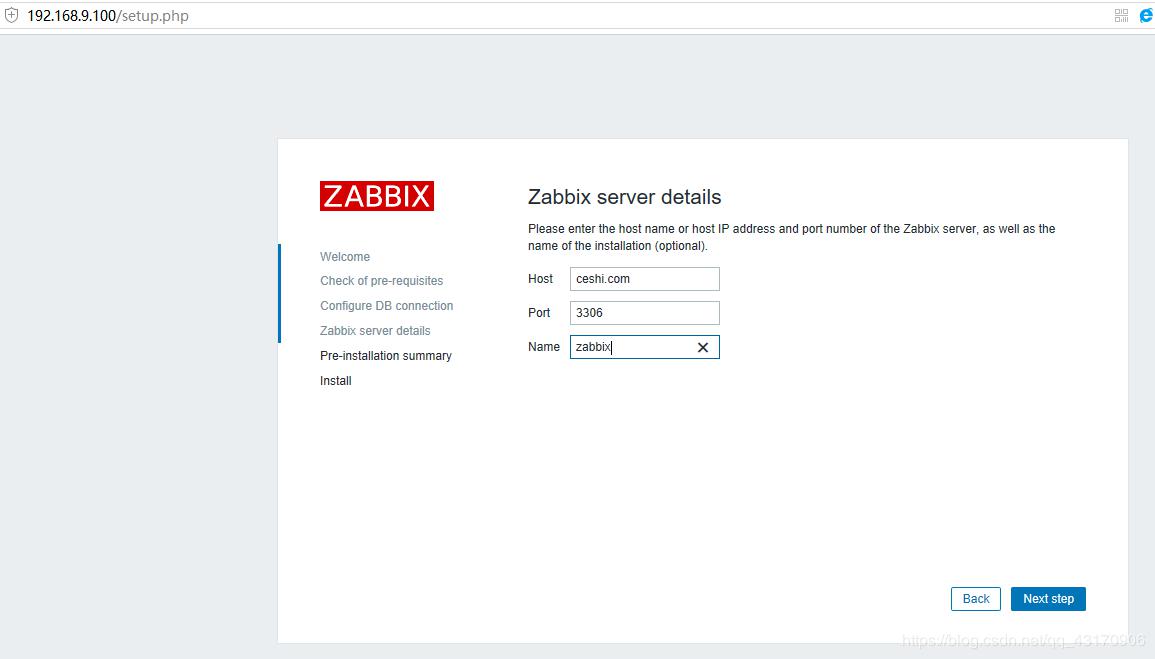 192.168.9.100/setup.php
ZABBIX
Welcome
Check of pre-requisites
Configure DB connection
Zabbix server details
Pre-installation summary
Install
Zabbix server details
Please enter the host name or host IP address and port number of the Zabbix server, as well as the
name of the installation (optional).
Host ceshi.com
Port 3306
Name zabbix
Back Next step
https://blog.csdn.net/qq_43170906